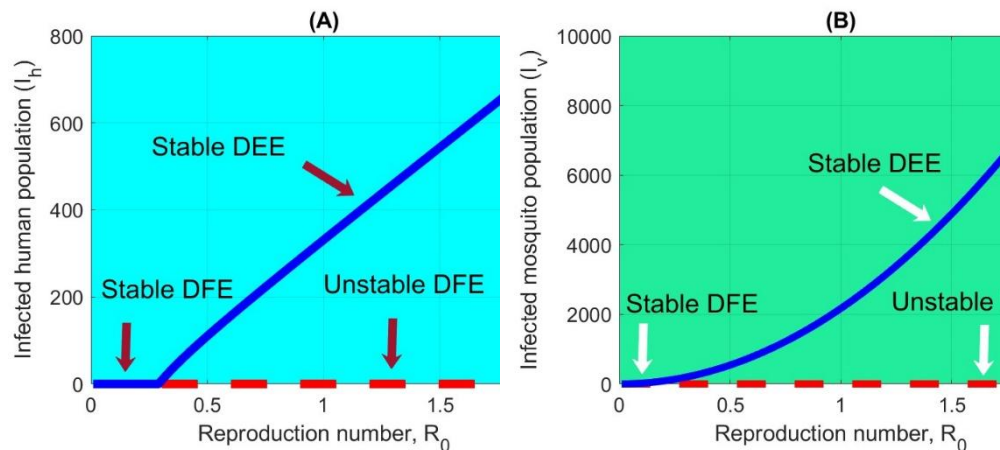 (A)
800
600
400
200
0
0
0.5
1
1.5
Infected human population (I_h)
Reproduction number, R_0
Stable DEE
Stable DFE
Unstable DFE
(B)
10000
8000
6000
4000
2000
0
0
0.5
1
1.5
Infected mosquito population (I_v)
Reproduction number, R_0
Stable DEE
Stable DFE
Unstable